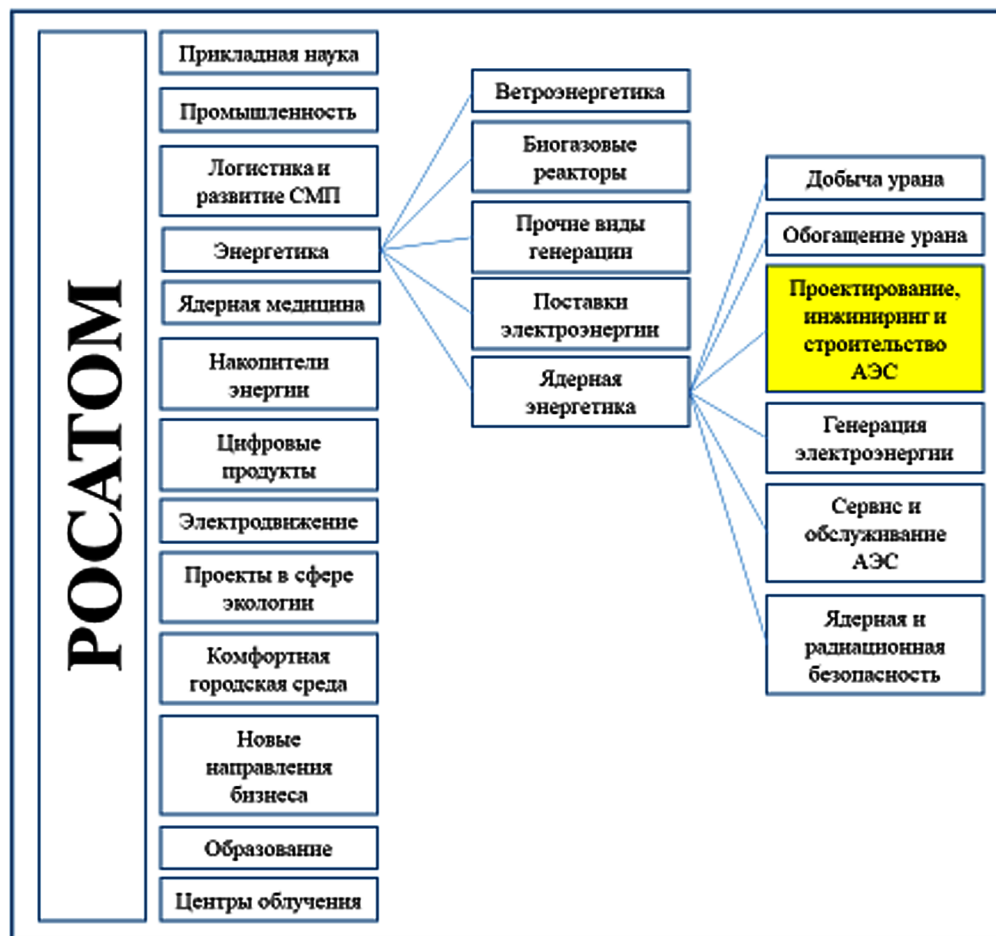 РОСАТОМ
Прикладная наука
Промышленность
Логистика и
развитие СМП
Энергетика
Ядерная медицина
Накопители
энергии
Цифровые
продукты
Электродвижение
Проекты в сфере
экологии
Комфортная
городская среда
Новые
направления
бизнеса
Образование
Центры облучения
Ветроэнергетика
Биогазовые
реакторы
Прочие виды
генерации
Поставки
электроэнергии
Ядерная
энергетика
Добыча урана
Обогащение урана
Проектирование,
инжиниринг и
строительство
АЭС
Генерация
электроэнергии
Сервис и
обслуживание
АЭС
Ядерная и
радиационная
безопасность